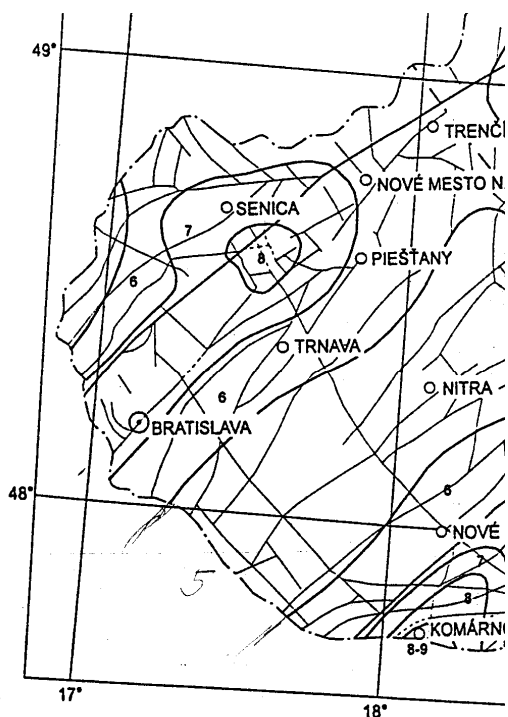 49°
TRENČ
NOVÉ MESTO N
SENICA
7
8
PIEŠŤANY
6
TRNAVA
NITRA
6
BRATISLAVA
6
48°
NOVÉ
7
5
8
KOMÁRN
8-9
17°
18°